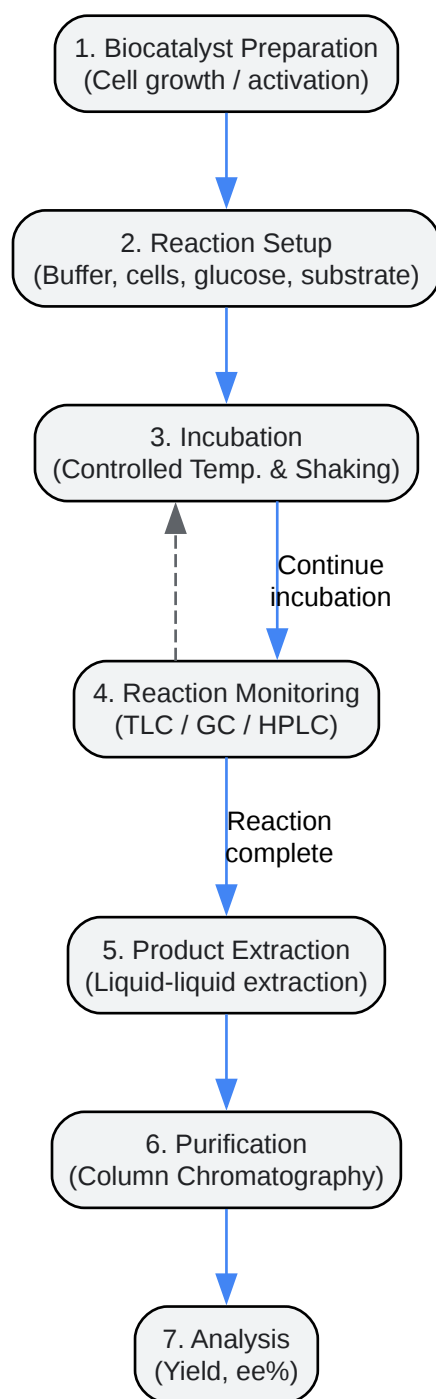 1. Biocatalyst Preparation
(Cell growth / activation)
2. Reaction Setup
(Buffer, cells, glucose, substrate)
3. Incubation
(Controlled Temp. & Shaking)
Continue
incubation
4. Reaction Monitoring
(TLC / GC / HPLC)
Reaction
complete
5. Product Extraction
(Liquid-liquid extraction)
6. Purification
(Column Chromatography)
7. Analysis
(Yield, ee%)